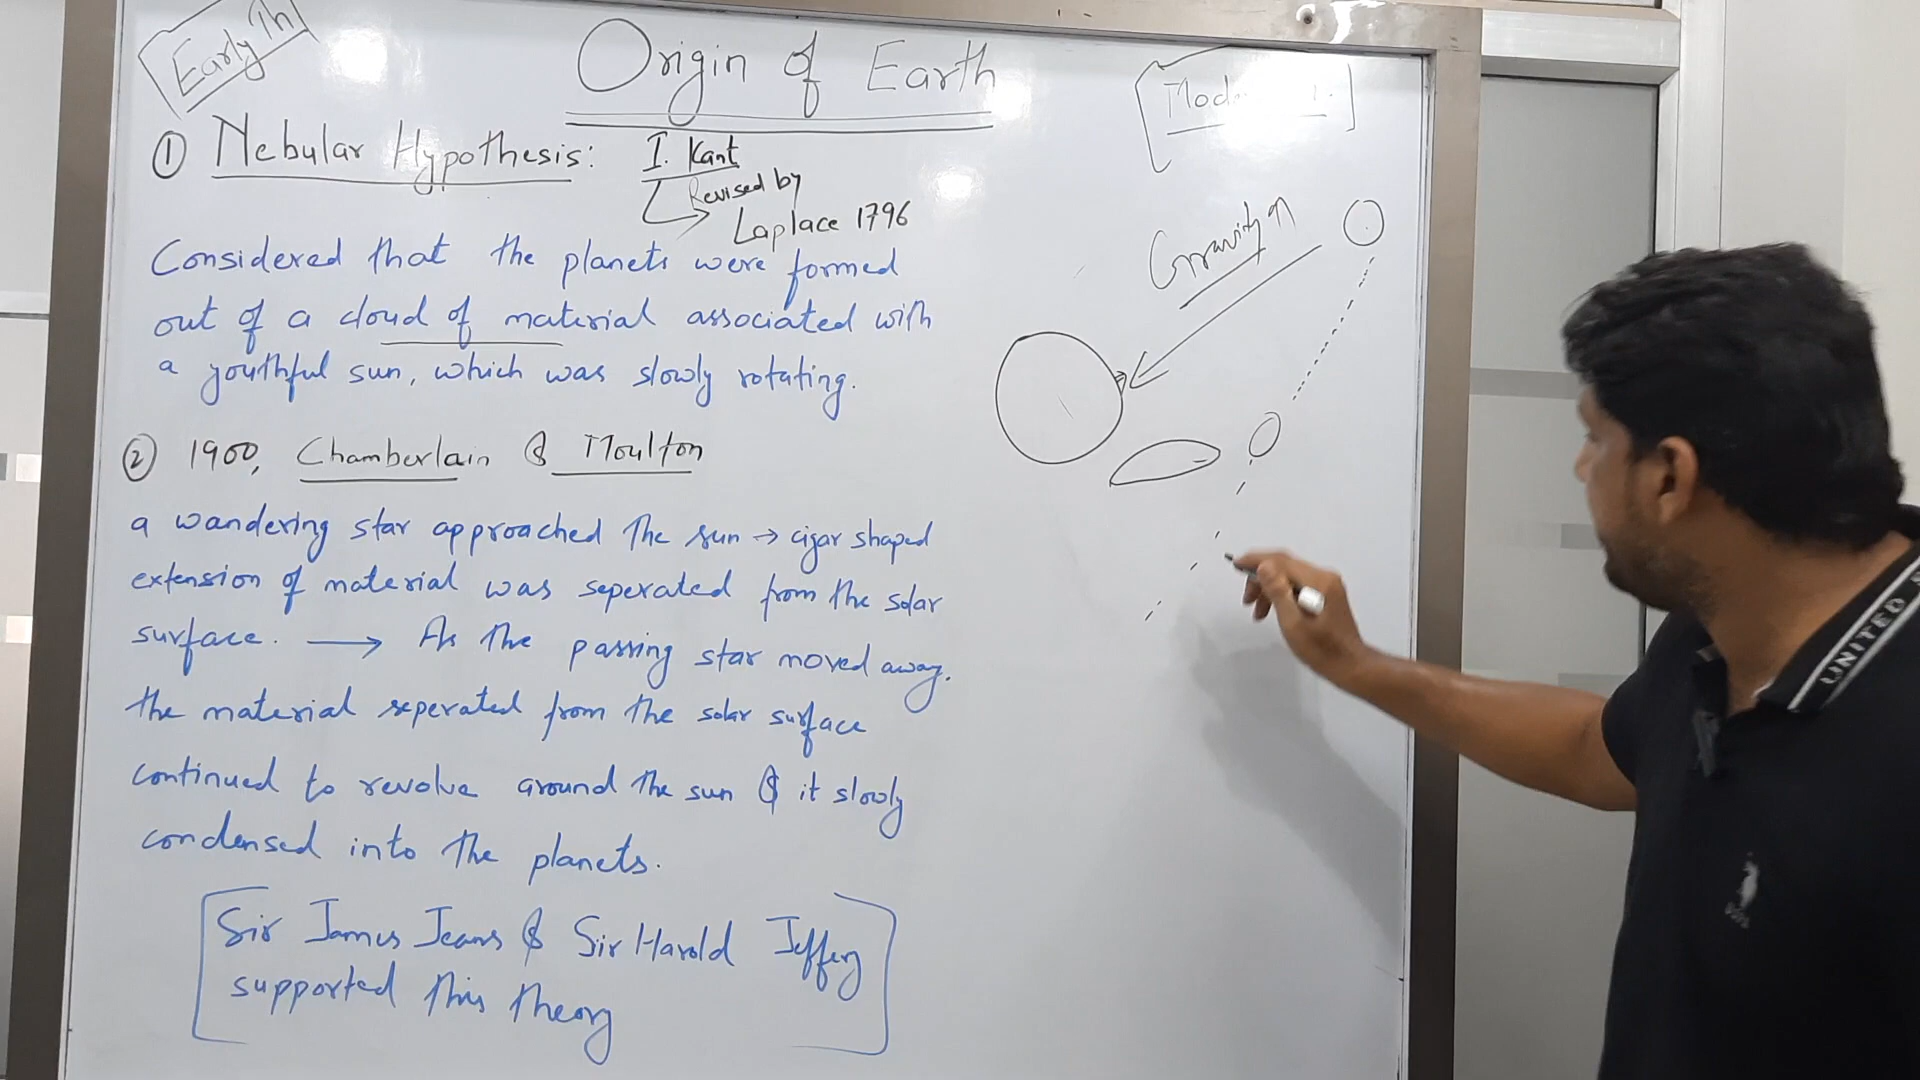 Early Th
Origin of Earth
① Nebular Hypothesis: I. Kant
Revised by
Laplace 1796
Considered that the planets were formed
out of a cloud of material associated with
a youthful sun, which was slowly rotating.
② 1900, Chamberlain & Moulton
a wandering star approached the sun → cigar shaped
extension of material was seperated from the solar
surface. → As the passing star moved away.
the material seperated from the solar surface
continued to revolve around the sun & it slowly
condensed into the planets.
Sir James Jeans & Sir Harold Jeffery
supported this theory
Mod
Gravity
UNITED